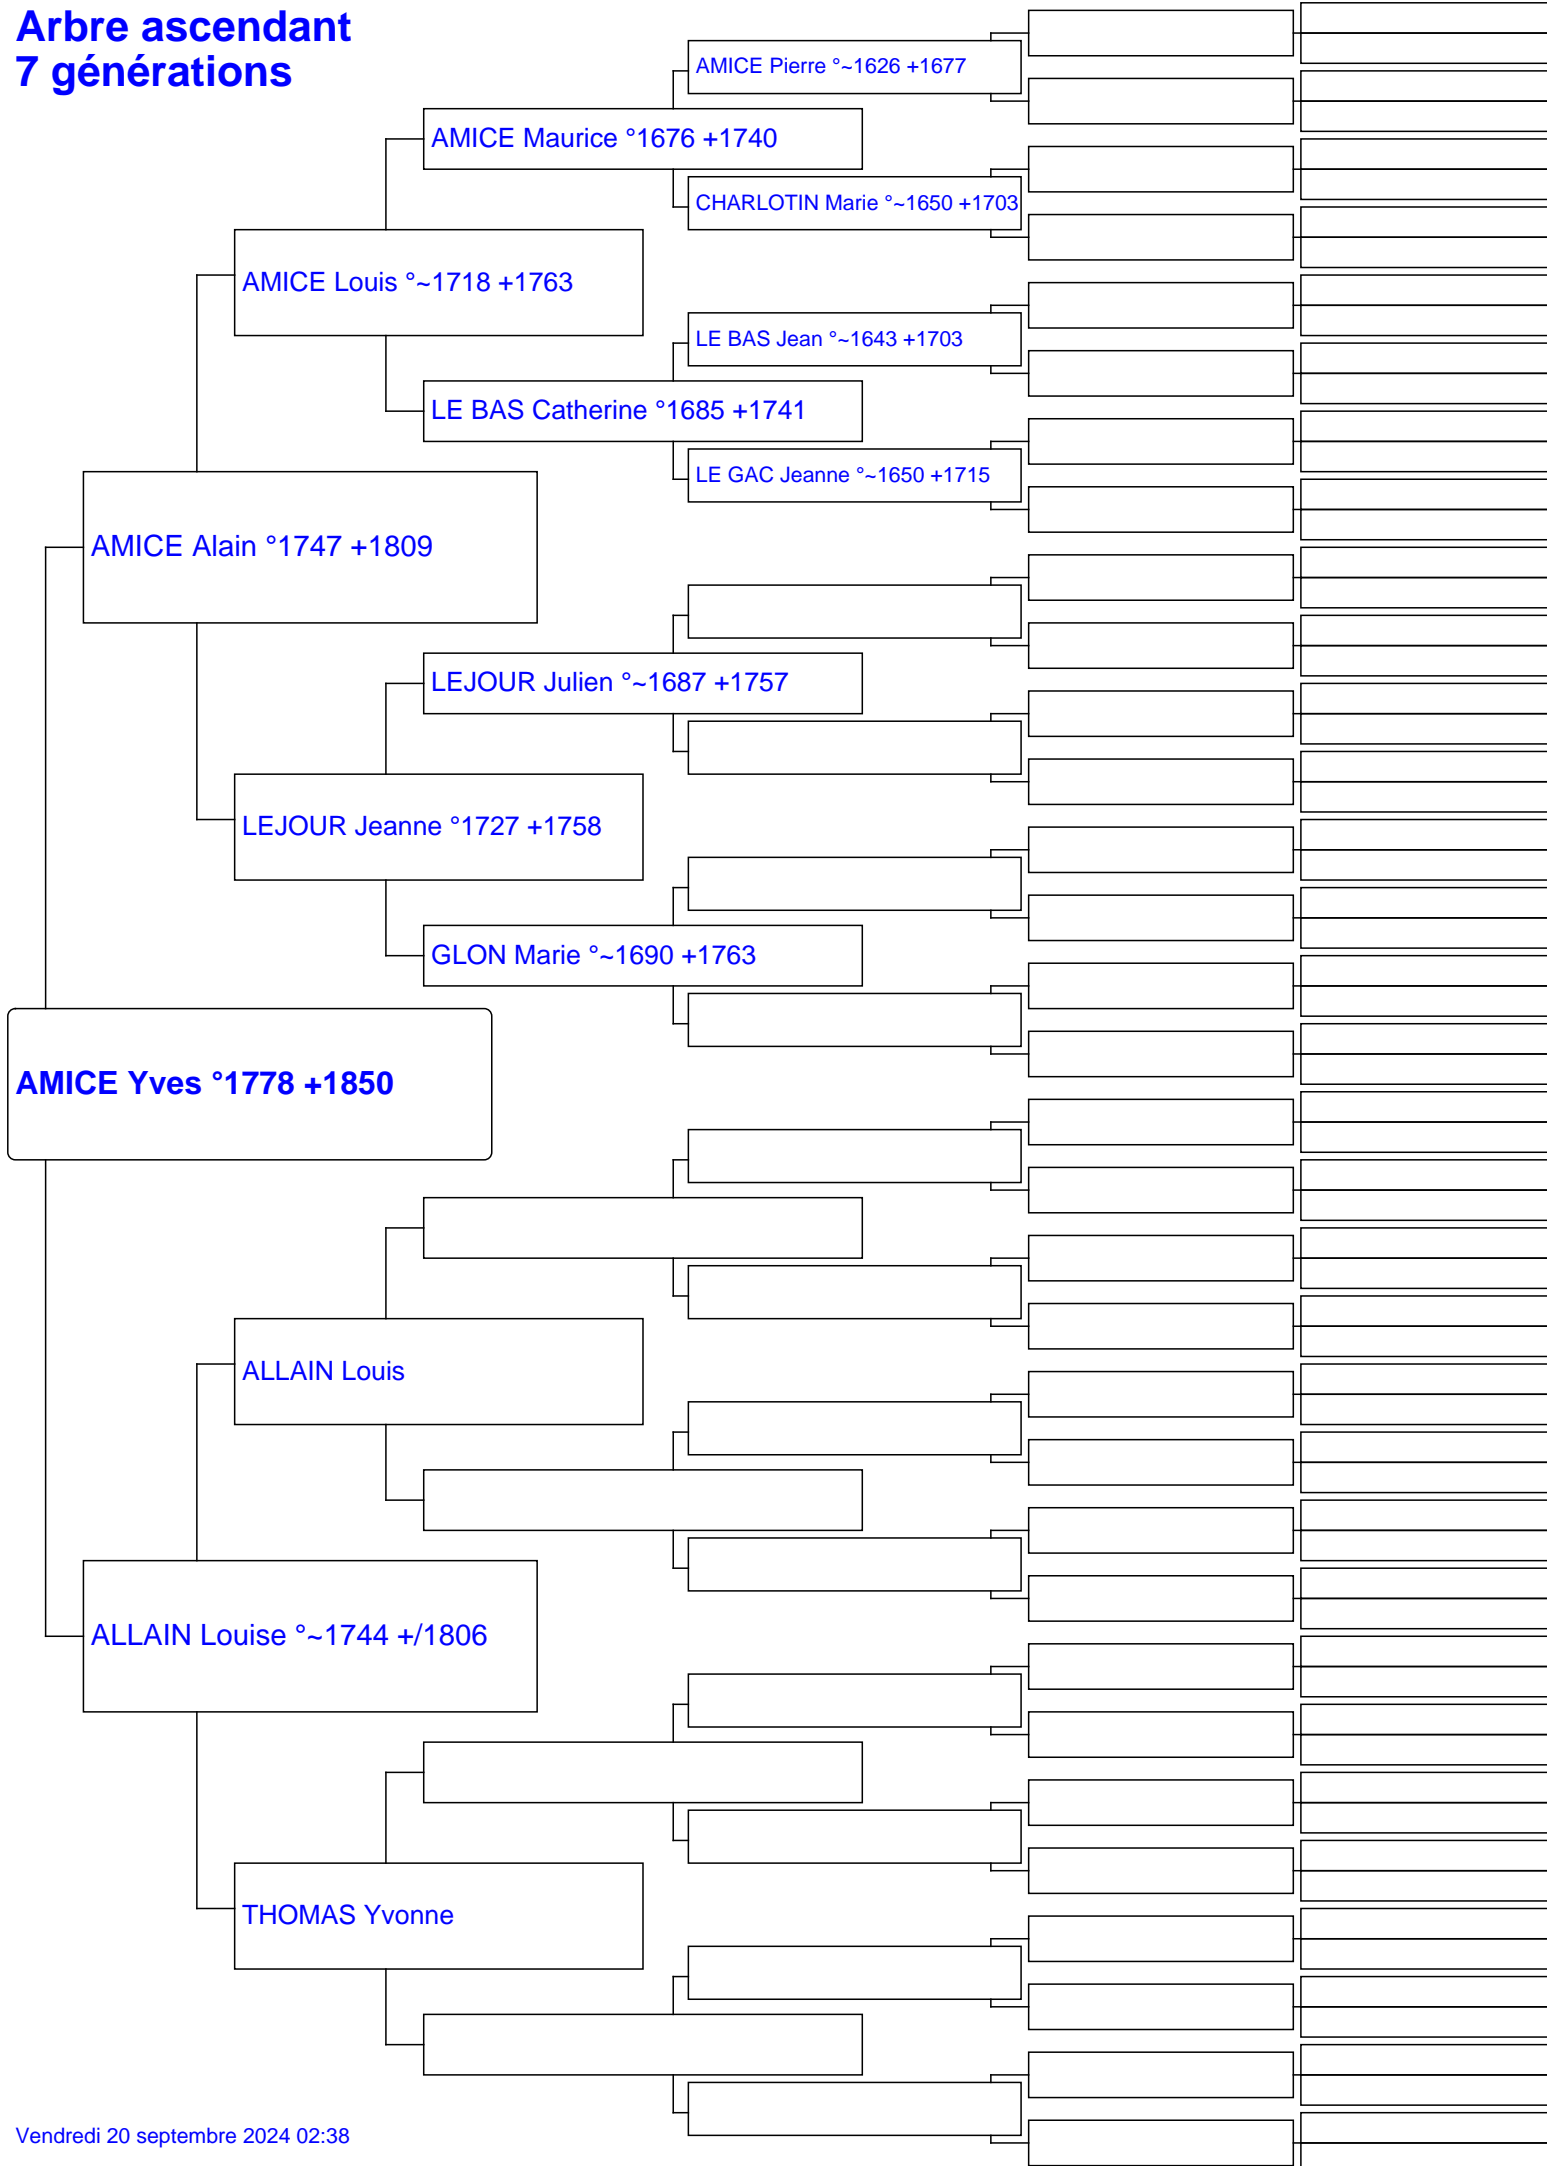 Arbre ascendant
7 générations
AMICE Pierre °~1626 +1677
AMICE Maurice °1676 +1740
CHARLOTIN Marie °~1650 +1703
AMICE Louis °~1718 +1763
LE BAS Jean °~1643 +1703
LE BAS Catherine °1685 +1741
LE GAC Jeanne °~1650 +1715
AMICE Alain °1747 +1809
LEJOUR Julien °~1687 +1757
LEJOUR Jeanne °1727 +1758
GLON Marie °~1690 +1763
AMICE Yves °1778 +1850
ALLAIN Louis
ALLAIN Louise °~1744 +/1806
THOMAS Yvonne
Vendredi 20 septembre 2024 02:38